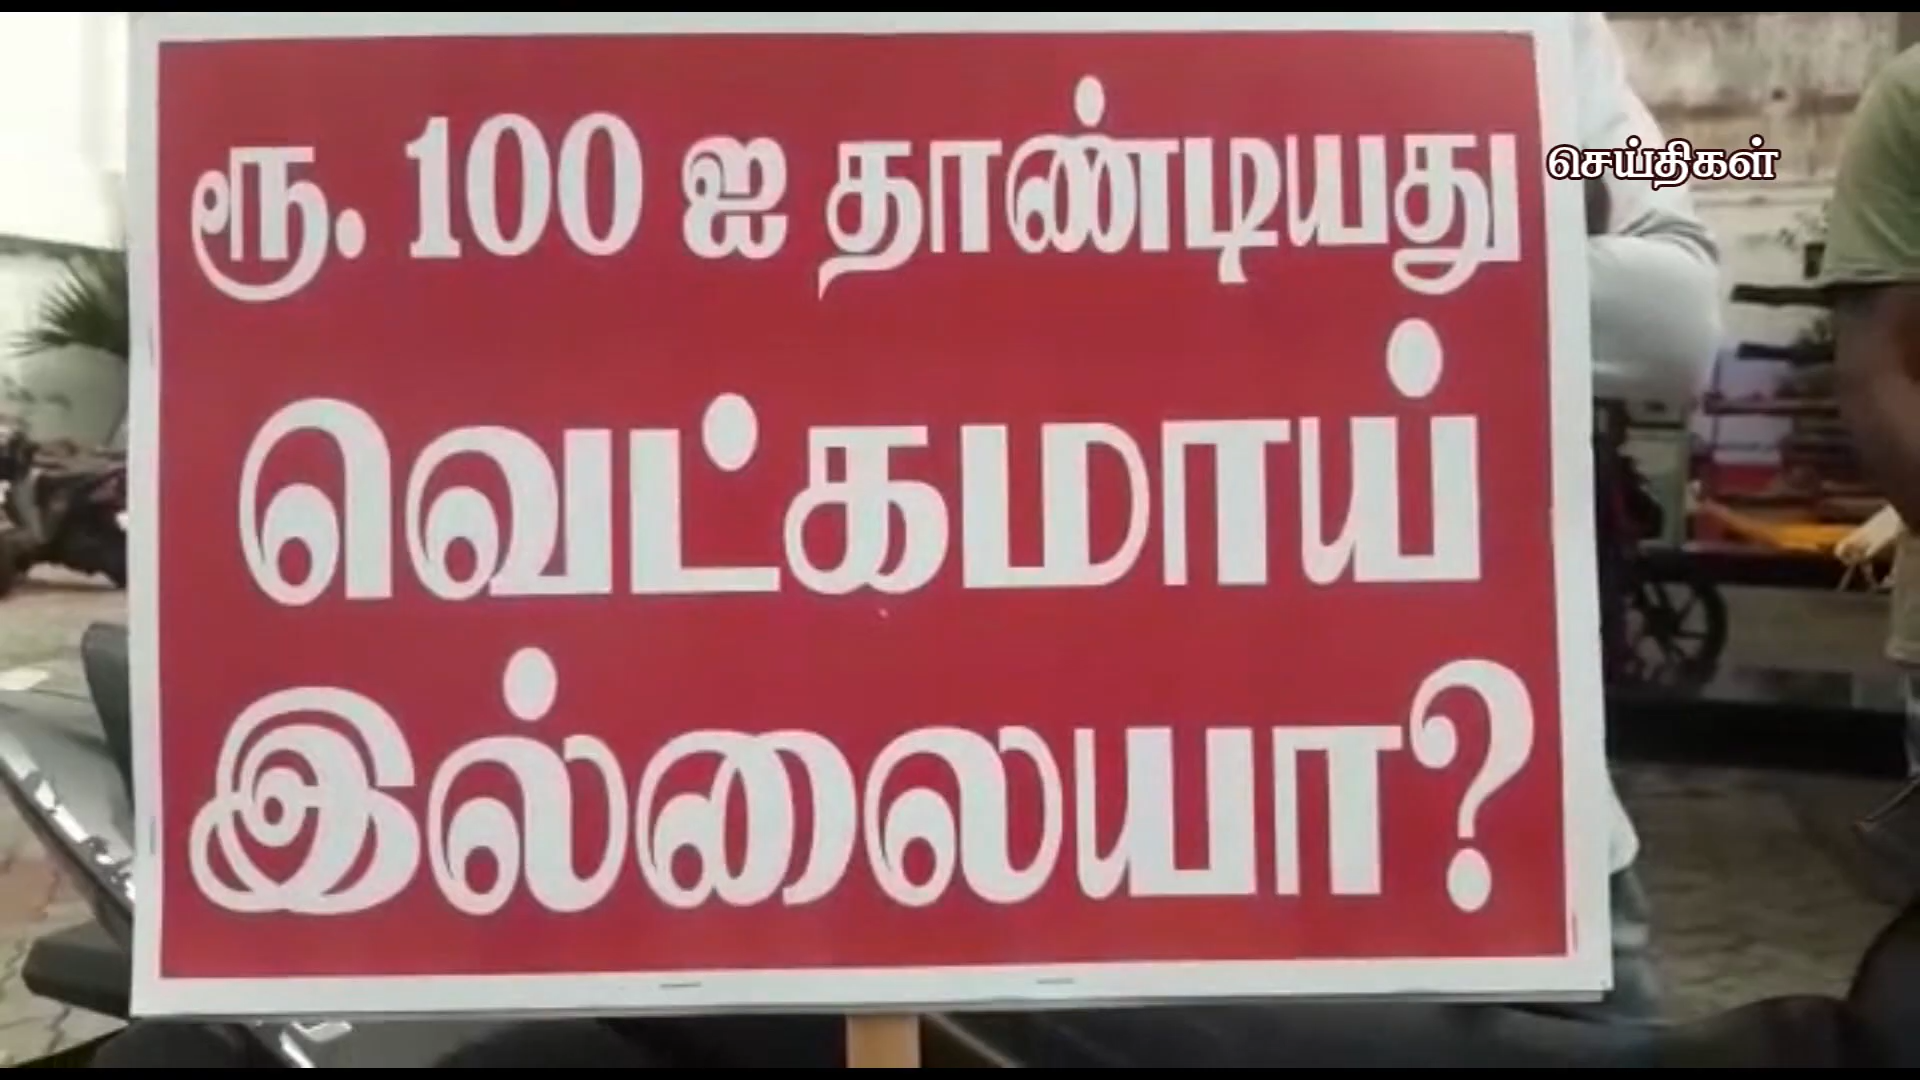 ரூ. 100 ஐ தாண்டியது
செய்திகள்
வெட்கமாய்
இல்லையா?